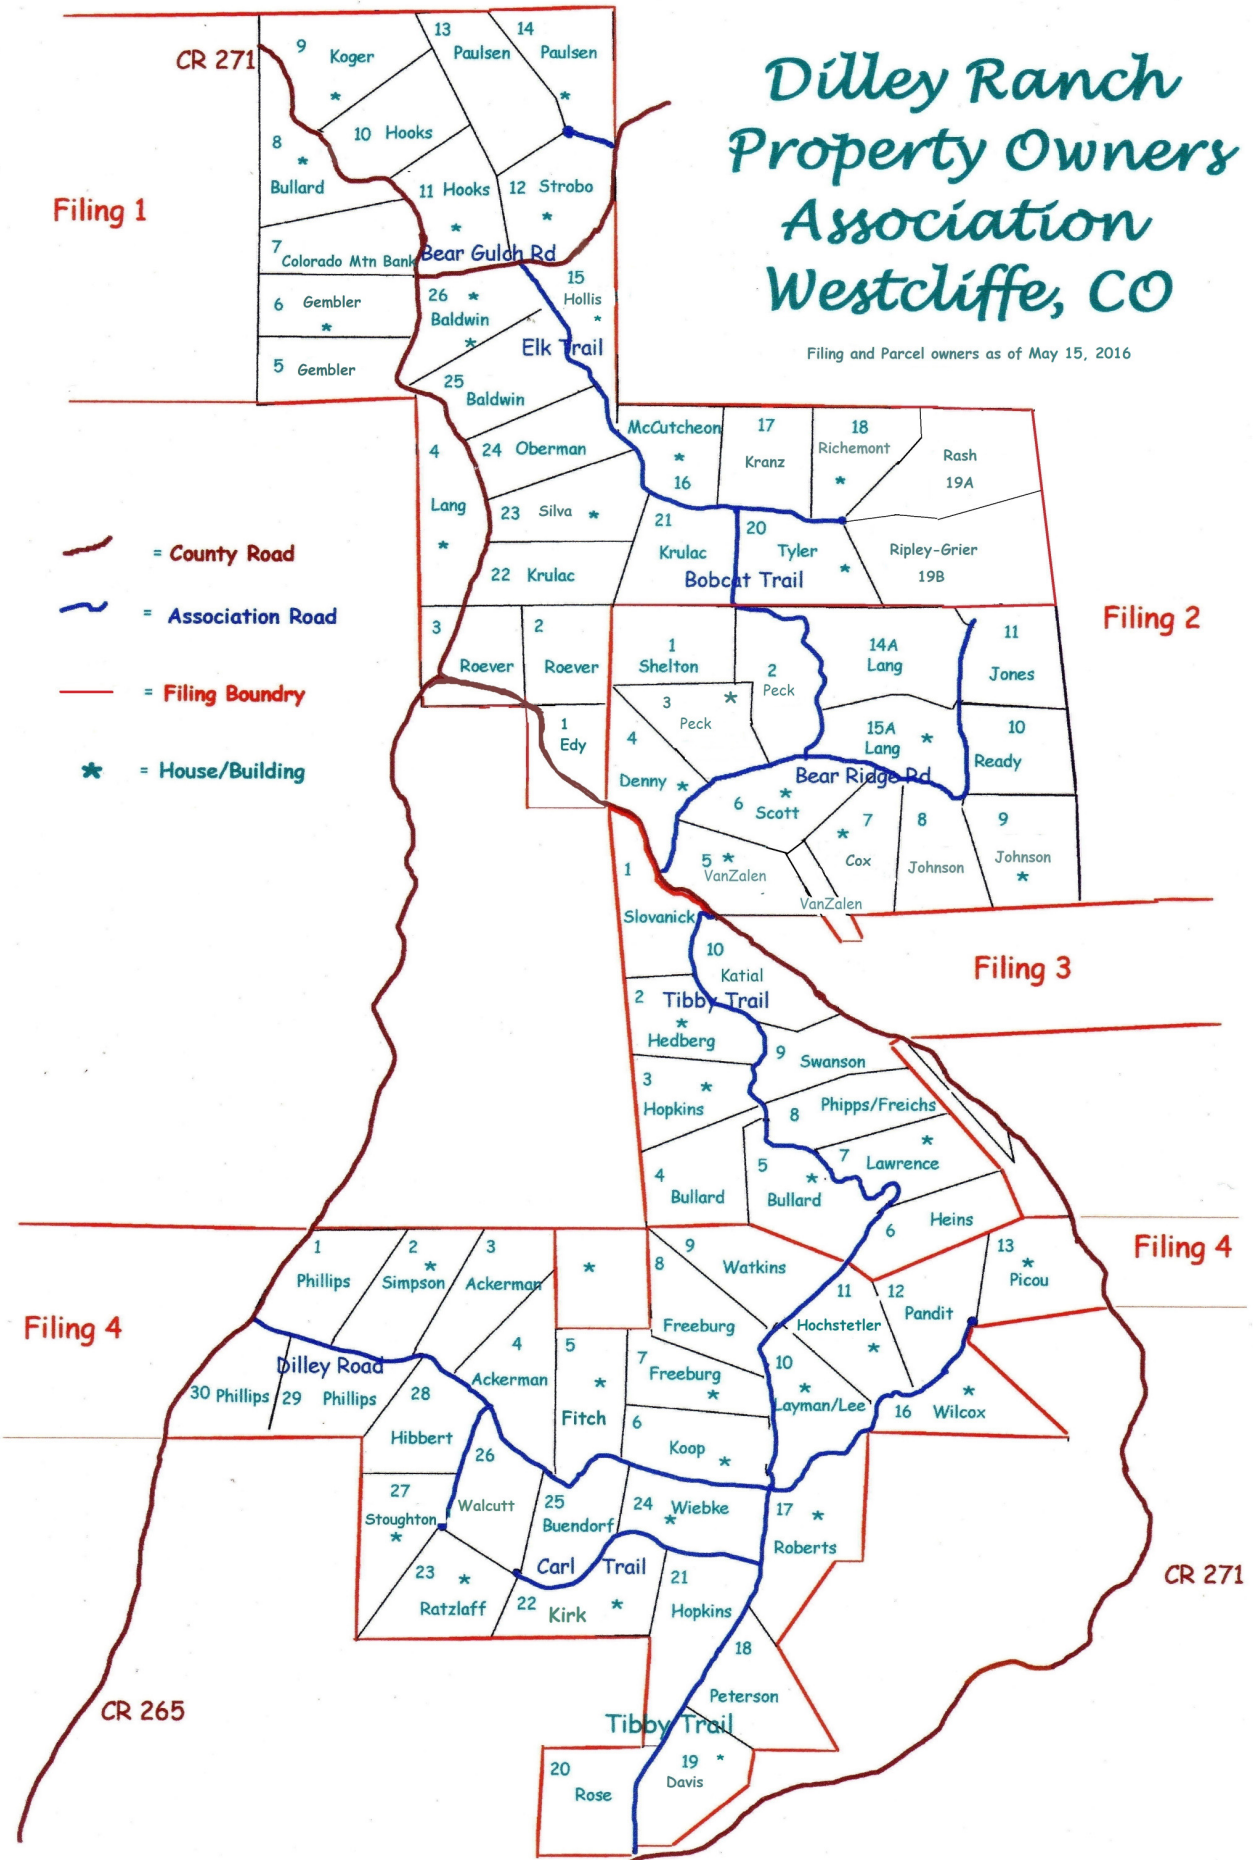 Dilley Ranch
Property Owners
Association
Westcliffe, CO
Filing and Parcel owners as of May 15, 2016
CR 271
9
Koger
13
Paulsen
14
Paulsen
10 Hooks
8
Bullard
Filing 1
11 Hooks
12 Strobo
7
Colorado Mtn Bank
Bear Gulch Rd
6 Gembler
26
Baldwin
15
Hollis
Elk Trail
5 Gembler
25
Baldwin
4
Lang
24 Oberman
McCutcheon
16
17
Kranz
18
Richemont
Rash
19A
23 Silva
21
Krulac
20
Tyler
Ripley-Grier
19B
22 Krulac
Bobcat Trail
= County Road
= Association Road
= Filing Boundry
= House/Building
Filing 2
3
Roever
2
Roever
1
Edy
1
Shelton
2
Peck
3
Peck
14A
Lang
11
Jones
4
Denny
15A
Lang
10
Ready
Bear Ridge Rd
6
Scott
7
Cox
8
Johnson
9
Johnson
5
VanZalen
VanZalen
Filing 3
1
Slovanick
10
Katial
Tibby Trail
2
Hedberg
9
Swanson
3
Hopkins
8
Phipps/Freichs
7
Lawrence
4
Bullard
5
Bullard
6
Heins
Filing 4
Filing 4
1
Phillips
2
Simpson
3
Ackerman
8
Freeburg
9
Watkins
11
Hochstetler
12
Pandit
13
Picou
Dilley Road
4
Ackerman
5
Fitch
7
Freeburg
10
Layman/Lee
30 Phillips
29 Phillips
28
Hibbert
6
Koop
16 Wilcox
26
Walcutt
27
Stoughton
25
Buendorf
24 Wiebke
17
Roberts
Carl Trail
23
Ratzlaff
22
Kirk
21
Hopkins
CR 271
18
Peterson
CR 265
Tibby Trail
19
Davis
20
Rose